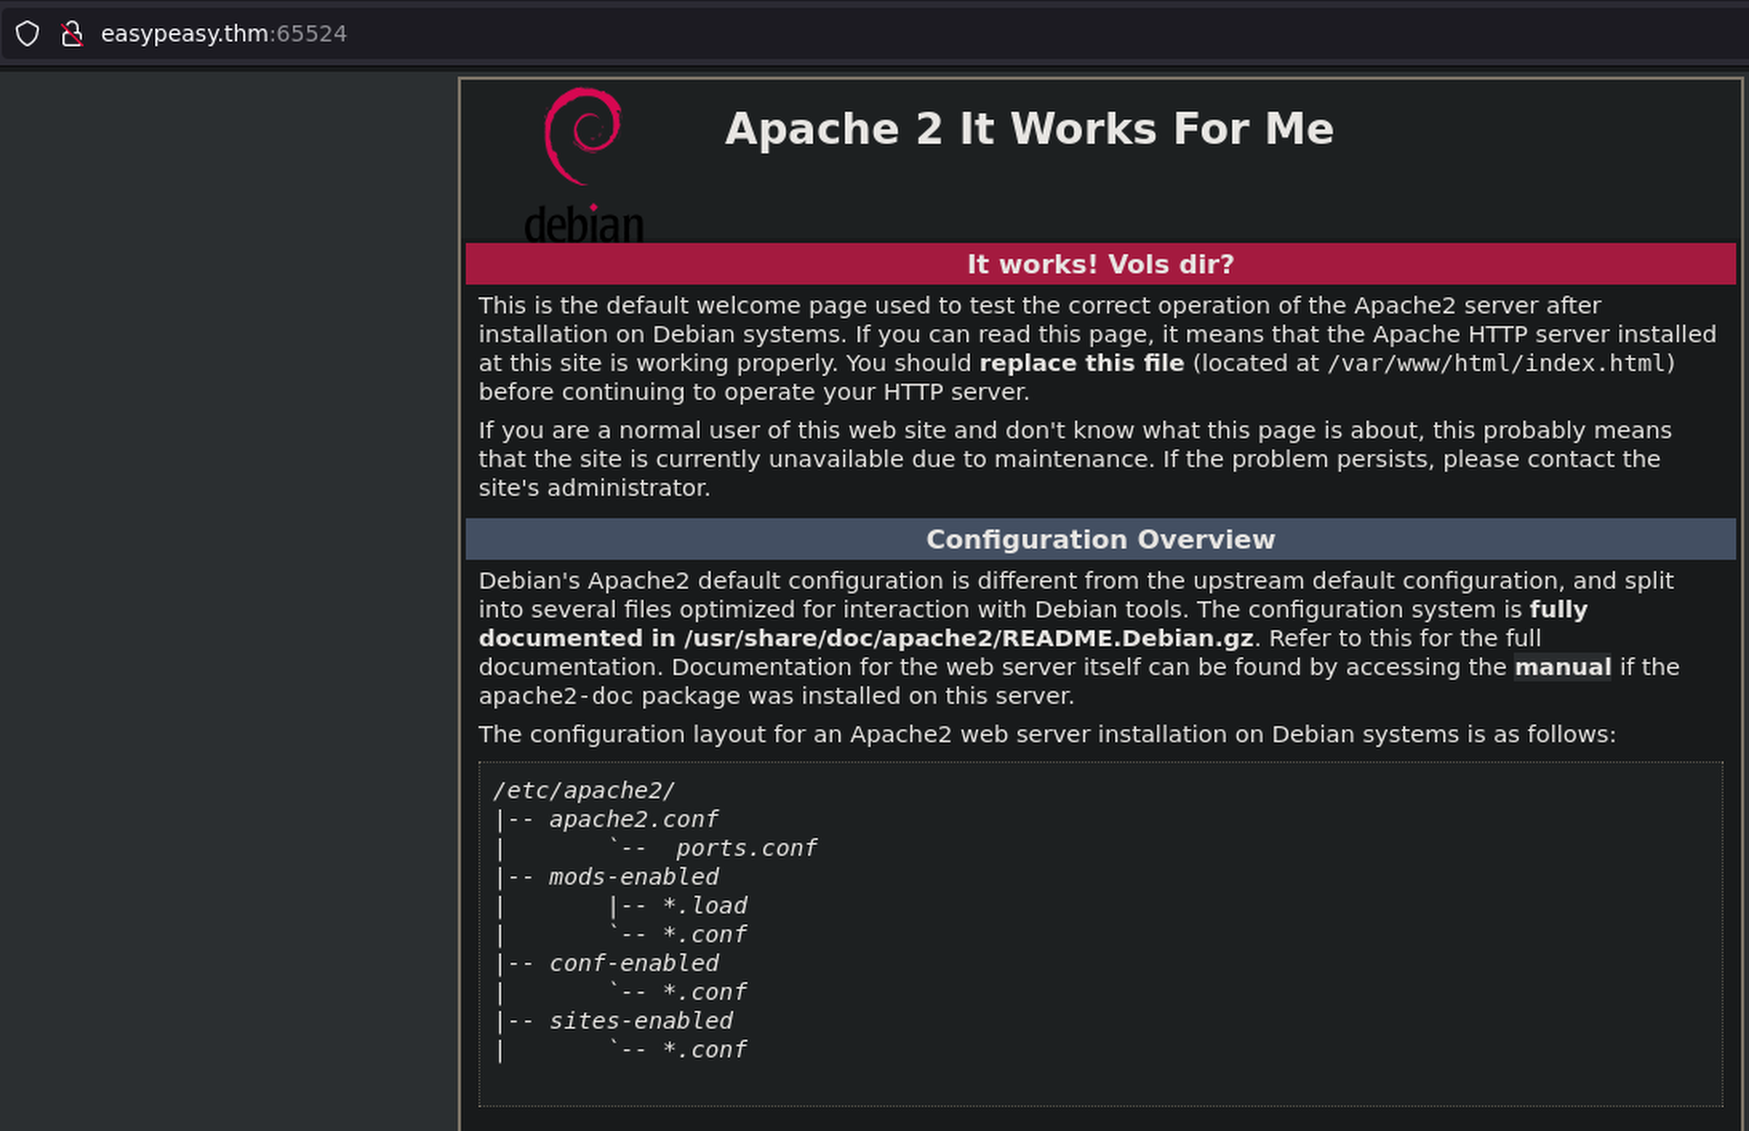 easypeasy.thm:65524
debian
Apache 2 It Works For Me
It works! Vols dir?
This is the default welcome page used to test the correct operation of the Apache2 server after
installation on Debian systems. If you can read this page, it means that the Apache HTTP server installed
at this site is working properly. You should replace this file (located at /var/www/html/index.html)
before continuing to operate your HTTP server.
If you are a normal user of this web site and don't know what this page is about, this probably means
that the site is currently unavailable due to maintenance. If the problem persists, please contact the
site's administrator.
Configuration Overview
Debian's Apache2 default configuration is different from the upstream default configuration, and split
into several files optimized for interaction with Debian tools. The configuration system is fully
documented in /usr/share/doc/apache2/README.Debian.gz. Refer to this for the full
documentation. Documentation for the web server itself can be found by accessing the manual if the
apache2-doc package was installed on this server.
The configuration layout for an Apache2 web server installation on Debian systems is as follows:
/etc/apache2/
|-- apache2.conf
|       `--  ports.conf
|-- mods-enabled
|       |-- *.load
|       `-- *.conf
|-- conf-enabled
|       `-- *.conf
|-- sites-enabled
|       `-- *.conf